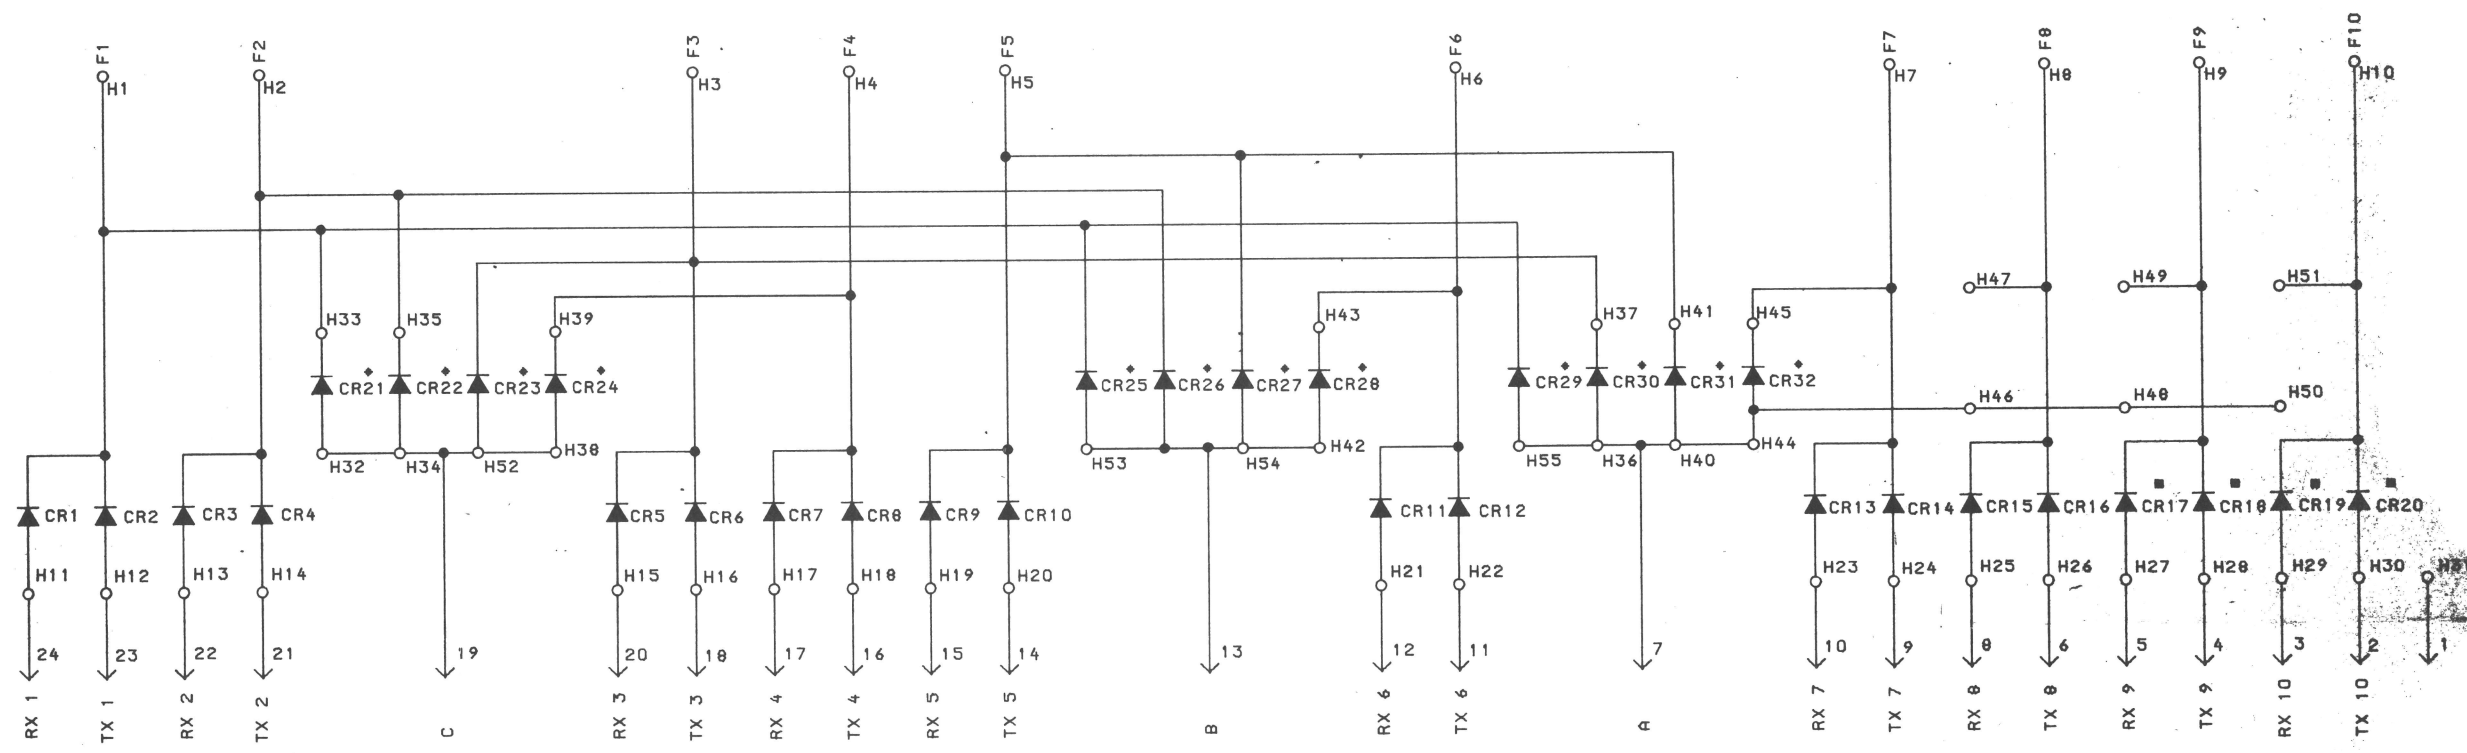 F1 F2 F3 F4 F5 F6 F7 F8 F9 F10
H1 H2 H3 H4 H5 H6 H7 H8 H9 H10
H47 H49 H51
H33 H35 H39 H43 H37 H41 H45
CR21 CR22 CR23 CR24 CR25 CR26 CR27 CR28 CR29 CR30 CR31 CR32
H46 H48 H50
H32 H34 H52 H38 H53 H54 H42 H55 H36 H40 H44
CR1 CR2 CR3 CR4 CR5 CR6 CR7 CR8 CR9 CR10 CR11 CR12 CR13 CR14 CR15 CR16 CR17 CR18 CR19 CR20
H11 H12 H13 H14 H15 H16 H17 H18 H19 H20 H21 H22 H23 H24 H25 H26 H27 H28 H29 H30 H31
24 23 22 21 19 20 18 17 16 15 14 13 12 11 7 10 9 8 6 5 4 3 2 1
RX 1
TX 1
RX 2
TX 2
C
RX 3
TX 3
RX 4
TX 4
RX 5
TX 5
B
RX 6
TX 6
A
RX 7
TX 7
RX 8
TX 8
RX 9
TX 9
RX 10
TX 10